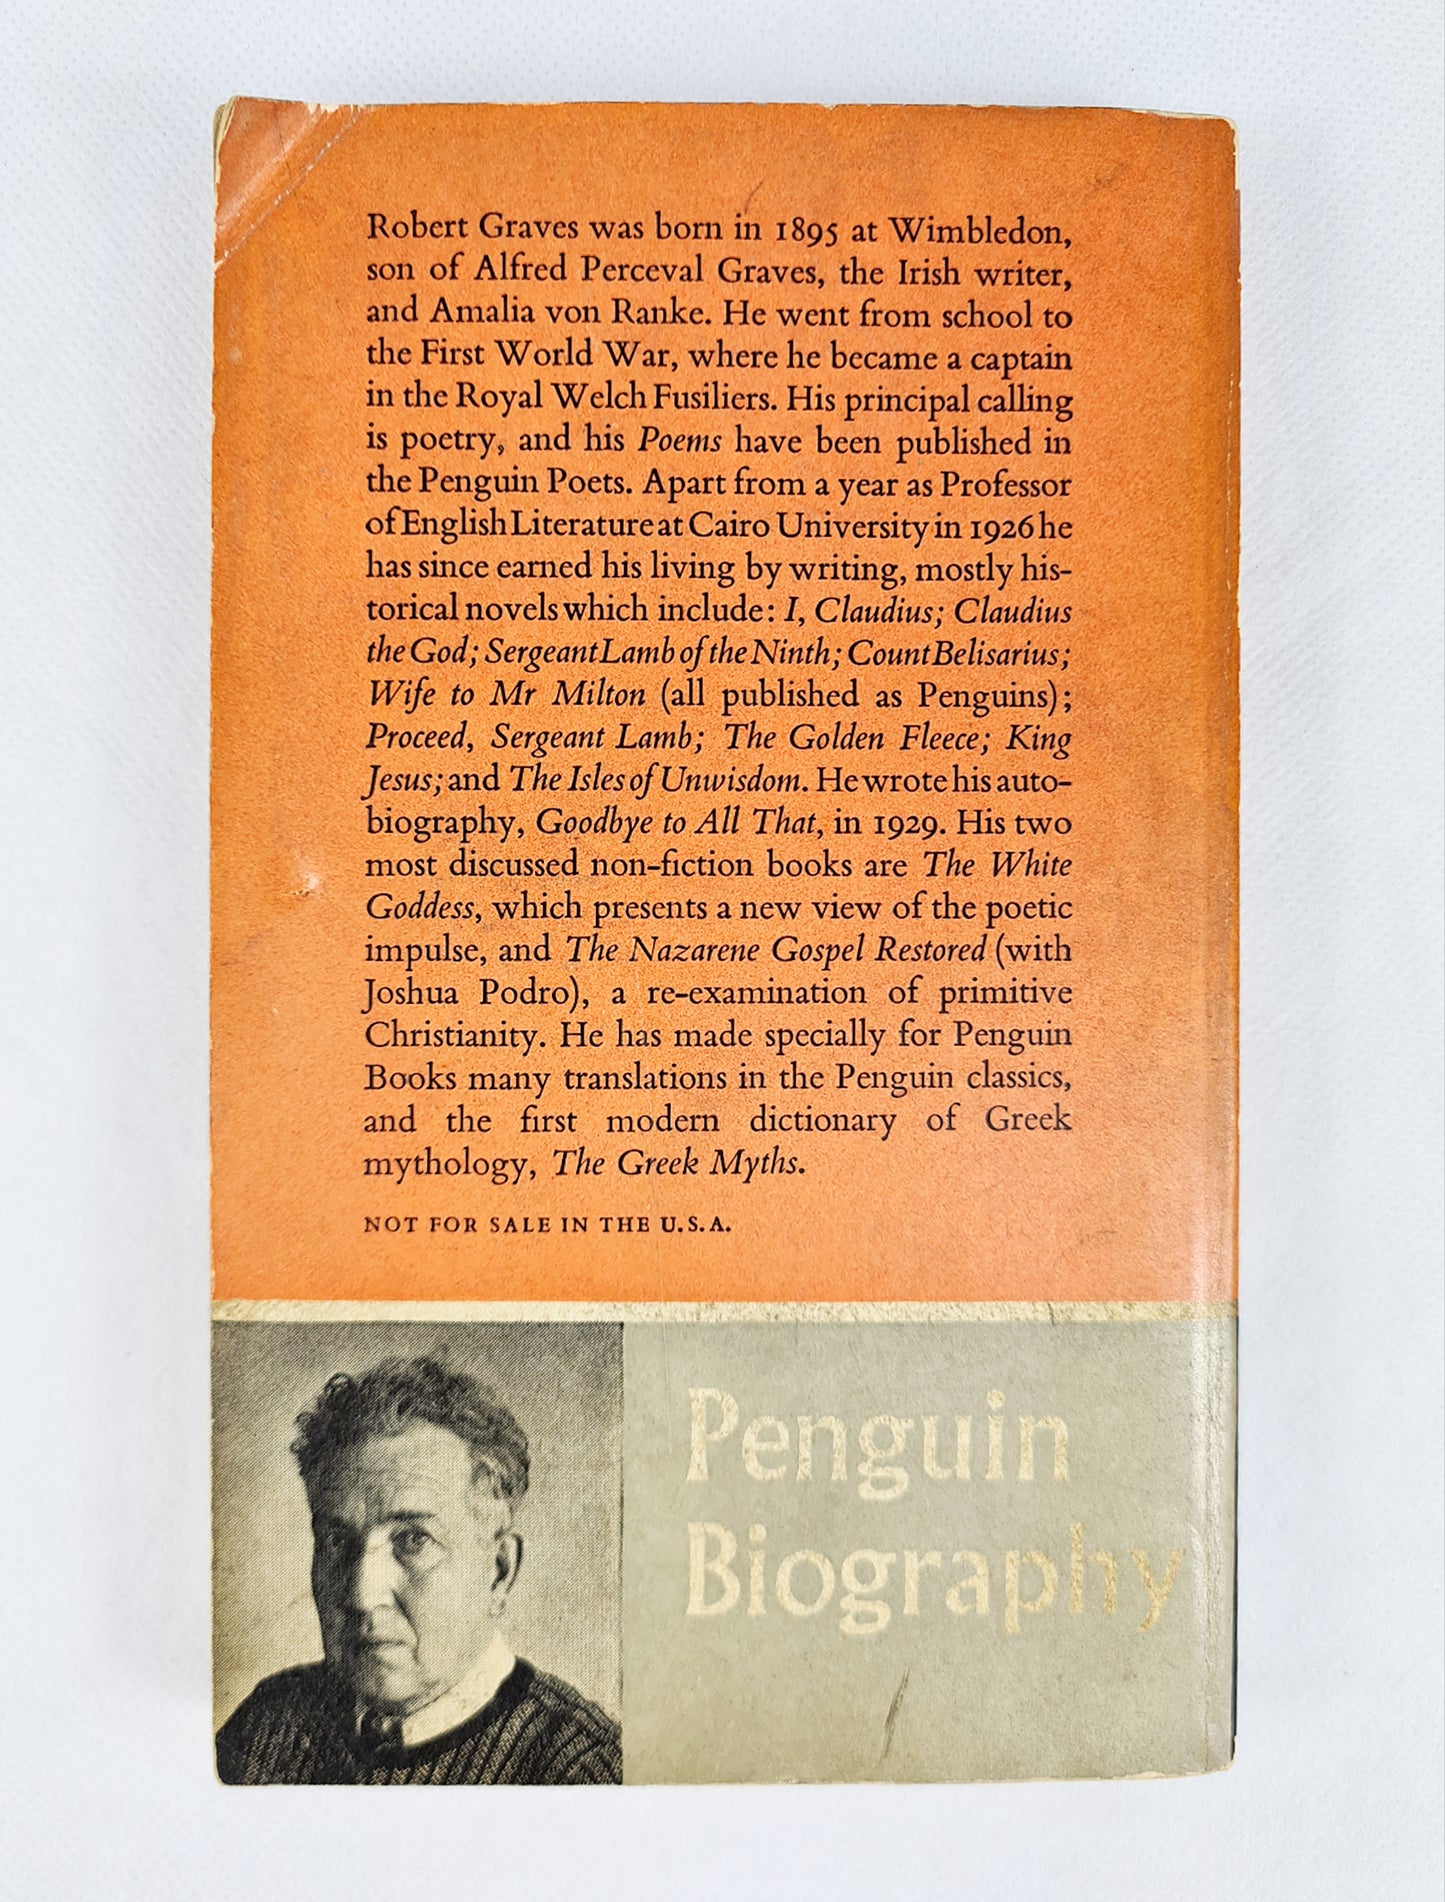 Robert Graves was born in 1895 at Wimbledon,
son of Alfred Perceval Graves, the Irish writer,
and Amalia von Ranke. He went from school to
the First World War, where he became a captain
in the Royal Welch Fusiliers. His principal calling
is poetry, and his Poems have been published in
the Penguin Poets. Apart from a year as Professor
of English Literature at Cairo University in 1926 he
has since earned his living by writing, mostly his-
torical novels which include: I, Claudius; Claudius
the God; Sergeant Lamb of the Ninth; Count Belisarius;
Wife to Mr Milton (all published as Penguins);
Proceed, Sergeant Lamb; The Golden Fleece; King
Jesus; and The Isles of Unwisdom. He wrote his auto-
biography, Goodbye to All That, in 1929. His two
most discussed non-fiction books are The White
Goddess, which presents a new view of the poetic
impulse, and The Nazarene Gospel Restored (with
Joshua Podro), a re-examination of primitive
Christianity. He has made specially for Penguin
Books many translations in the Penguin classics,
and the first modern dictionary of Greek
mythology, The Greek Myths.
NOT FOR SALE IN THE U.S.A.
Penguin
Biography